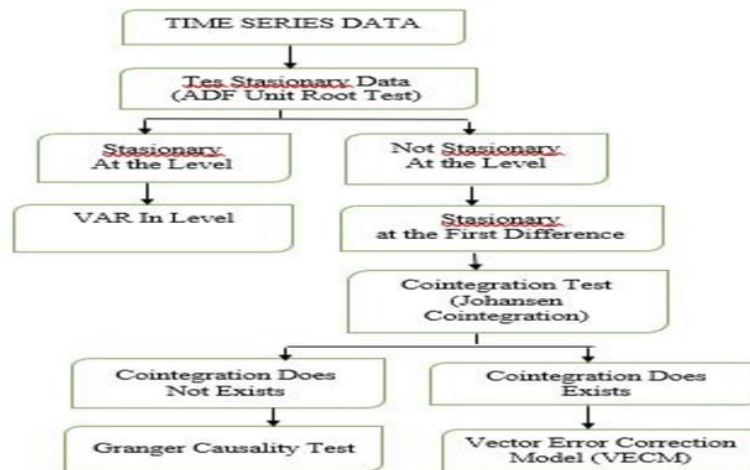 TIME SERIES DATA
Tes Stasionary Data
(ADF Unit Root Test)
Stasionary
At the Level
Not Stasionary
At the Level
VAR In Level
Stasionary
at the First Difference
Cointegration Test
(Johansen
Cointegration)
Cointegration Does
Not Exists
Cointegration Does
Exists
Granger Causality Test
Vector Error Correction
Model (VECM)